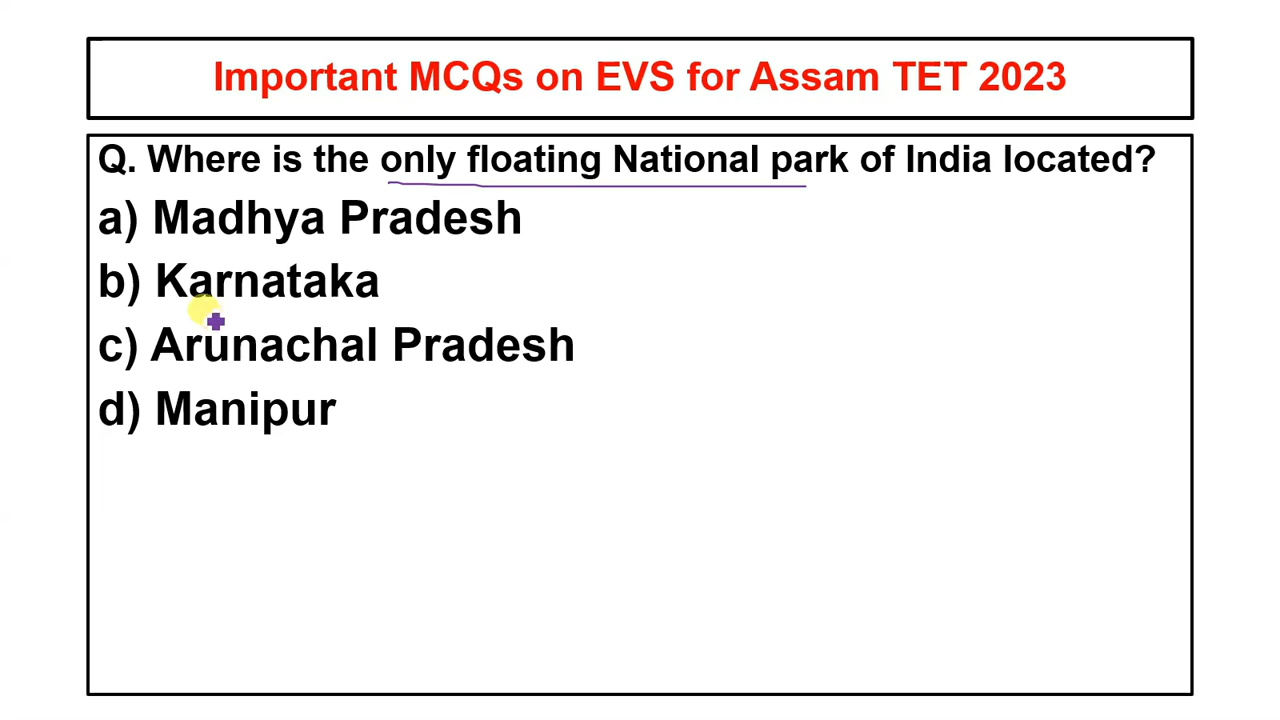 Important MCQs on EVS for Assam TET 2023
Q. Where is the only floating National park of India located?
a) Madhya Pradesh
b) Karnataka
c) Arunachal Pradesh
d) Manipur